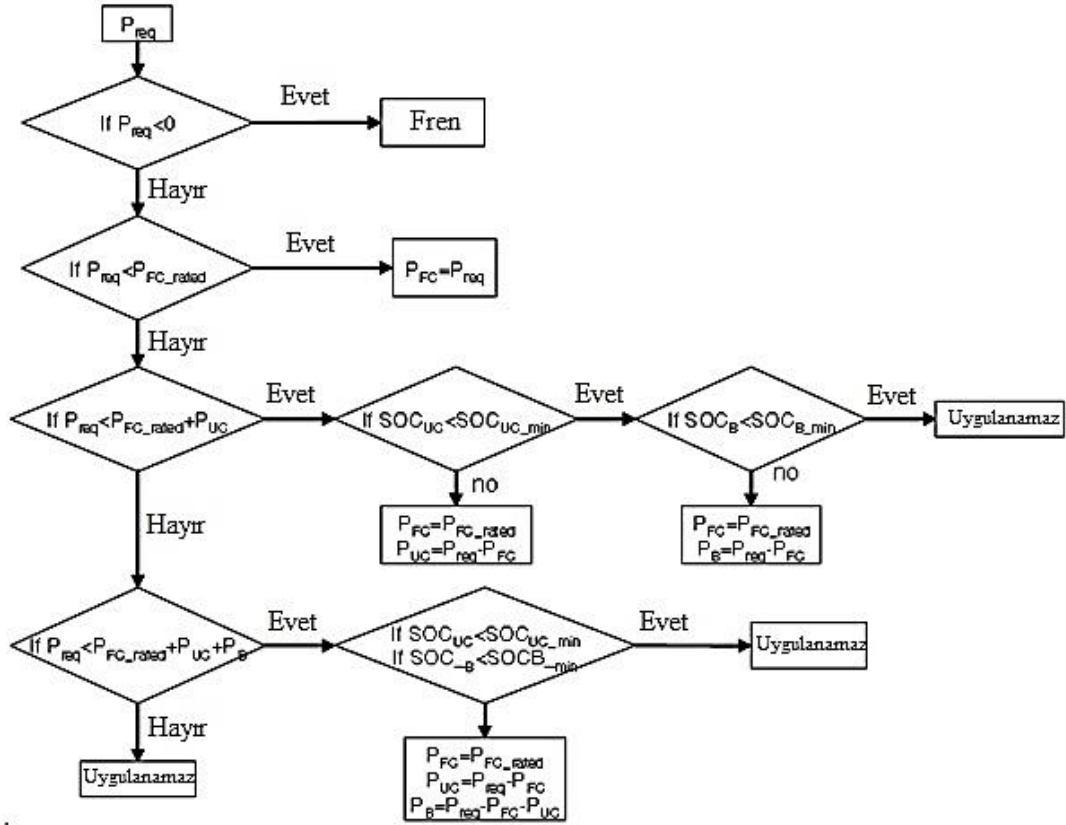 P_req
If P_req<0
Evet
Fren
Hayır
If P_req<P_FC_rated
Evet
P_FC=P_req
Hayır
If P_req<P_FC_rated+P_UC
Evet
If SOC_UC<SOC_UC_min
Evet
If SOC_B<SOC_B_min
Evet
Uygulanamaz
no
P_FC=P_FC_rated
P_UC=P_req-P_FC
no
P_FC=P_FC_rated
P_B=P_req-P_FC
Hayır
If P_req<P_FC_rated+P_UC+P_B
Evet
If SOC_UC<SOC_UC_min
If SOC_B<SOCB_min
Evet
Uygulanamaz
Hayır
Uygulanamaz
P_FC=P_FC_rated
P_UC=P_req-P_FC
P_B=P_req-P_FC-P_UC